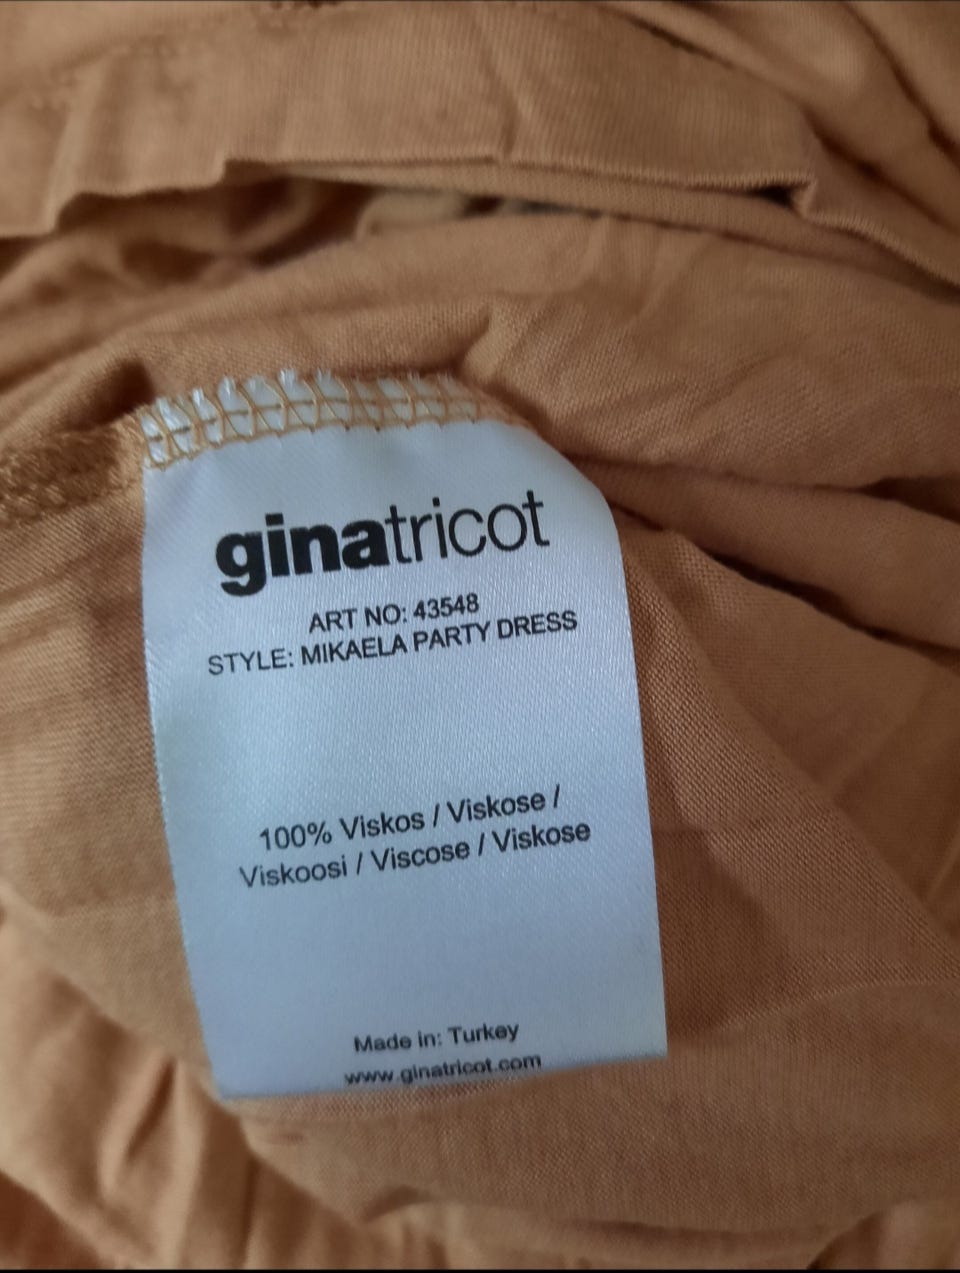 ginatricot
ART NO: 43548
STYLE: MIKAELA PARTY DRESS
100% Viskos / Viskose /
Viskoosi / Viscose / Viskose
Made in: Turkey
www.ginatricot.com